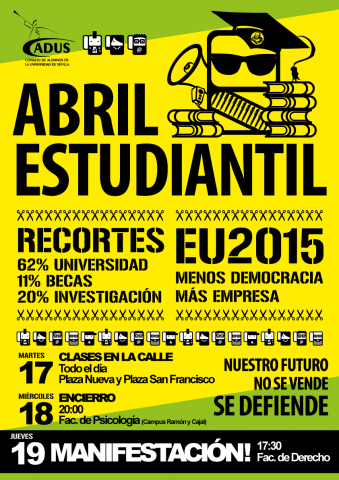 CADUS
CONSEJO DE ALUMNOS DE
LA UNIVERSIDAD DE SEVILLA
ABRIL
ESTUDIANTIL
RECORTES
62% UNIVERSIDAD
11% BECAS
20% INVESTIGACIÓN
EU2015
MENOS DEMOCRACIA
MÁS EMPRESA
MARTES
17 CLASES EN LA CALLE
Todo el día
Plaza Nueva y Plaza San Francisco
MIÉRCOLES
18 ENCIERRO
20:00
Fac. de Psicología (Campus Ramón y Cajal)
NUESTRO FUTURO
NO SE VENDE
SE DEFIENDE
JUEVES
19 MANIFESTACIÓN! 17:30
Fac. de Derecho